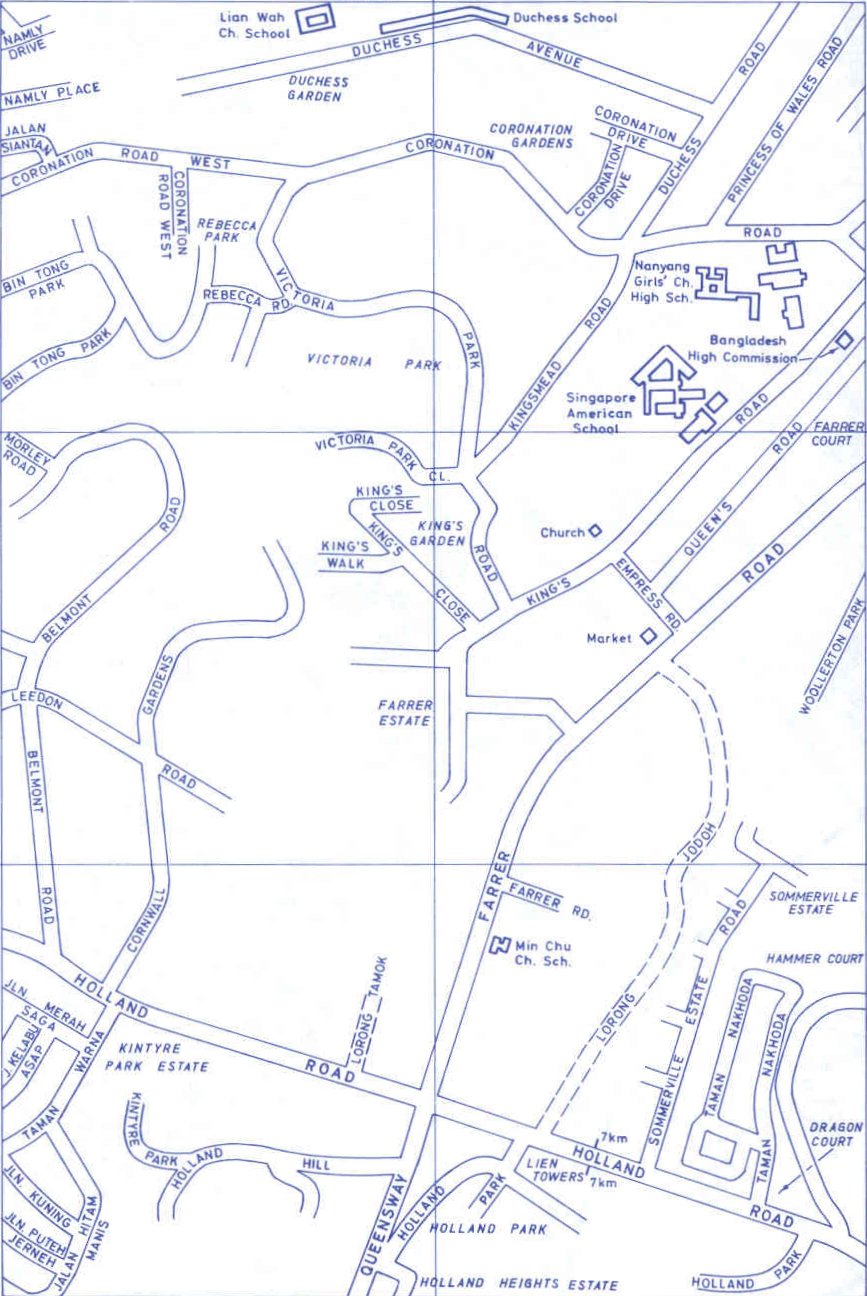 Lian Wah
Ch. School
Duchess School
NAMLY
DRIVE
DUCHESS
AVENUE
ROAD
PRINCESS OF WALES ROAD
NAMLY PLACE
DUCHESS
GARDEN
JALAN
SIANTAN
CORONATION
ROAD
WEST
CORONATION
CORONATION
GARDENS
CORONATION
DRIVE
CORONATION
DRIVE
DUCHESS
CORONATION
ROAD WEST
REBECCA
PARK
ROAD
BIN TONG
PARK
REBECCA RD.
VICTORIA
PARK
Nanyang
Girls' Ch.
High Sch.
ROAD
KINGSMEAD
Bangladesh
High Commission
BIN TONG PARK
VICTORIA PARK
Singapore
American
School
ROAD
ROAD
FARRER
COURT
MORLEY
ROAD
VICTORIA
PARK
CL.
ROAD
KING'S
CLOSE
KING'S
GARDEN
KING'S
KING'S
WALK
CLOSE
ROAD
Church
QUEEN'S
ROAD
KING'S
EMPRESS RD.
BELMONT
Market
WOOLLERTON PARK
GARDENS
LEEDON
ROAD
FARRER
ESTATE
BELMONT
ROAD
JODOH
FARRER
FARRER RD.
SOMMERVILLE
ESTATE
ROAD
CORNWALL
Min Chu
Ch. Sch.
HAMMER COURT
HOLLAND
LORONG TAMOK
LORONG
ESTATE
NAKHODA
NAKHODA
JLN. MERAH
SAGA
J. KELABU
ASAP
WARNA
KINTYRE
PARK ESTATE
ROAD
SOMMERVILLE
TAMAN
TAMAN
TAMAN
KINTYRE
PARK
HOLLAND
HILL
7km
HOLLAND
LIEN
TOWERS
7km
DRAGON
COURT
JLN. KUNING
JLN. PUTEH
JERNEH
JALAN HITAM
MANIS
QUEENSWAY
HOLLAND
PARK
HOLLAND PARK
ROAD
HOLLAND HEIGHTS ESTATE
HOLLAND PARK